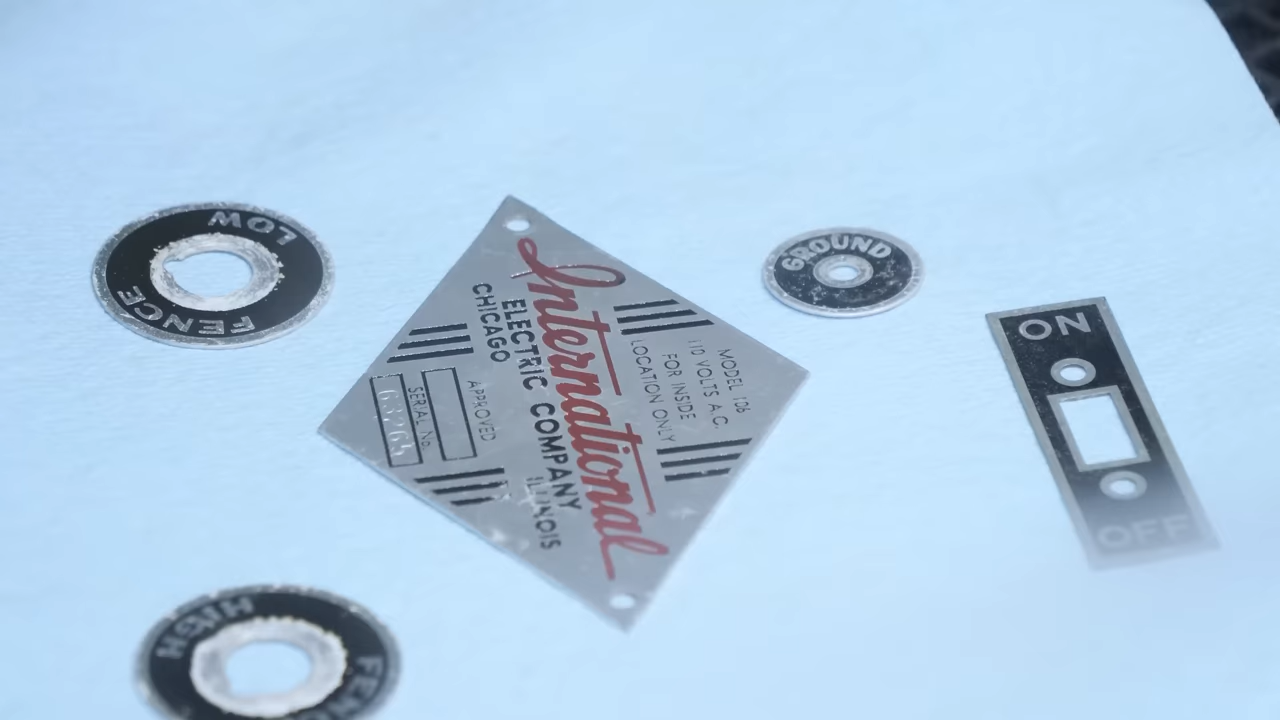 LOW
FENCE
International
ELECTRIC COMPANY
CHICAGO
ILLINOIS
MODEL 106
110 VOLTS A.C.
FOR INSIDE
LOCATION ONLY
APPROVED
SERIAL No.
63265
GROUND
ON
OFF
HIGH